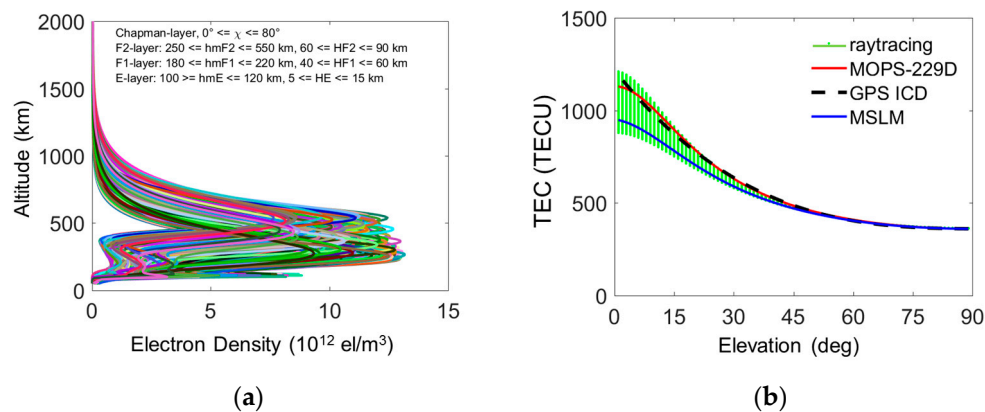 2000
1500
1000
500
0
Altitude (km)
Chapman-layer, 0° <= χ <= 80°
F2-layer: 250 <= hmF2 <= 550 km, 60 <= HF2 <= 90 km
F1-layer: 180 <= hmF1 <= 220 km, 40 <= HF1 <= 60 km
E-layer: 100 >= hmE <= 120 km, 5 <= HE <= 15 km
0 5 10 15
Electron Density (10¹² el/m³)
(a)
1500
1000
500
0
TEC (TECU)
raytracing
MOPS-229D
GPS ICD
MSLM
0 15 30 45 60 75 90
Elevation (deg)
(b)